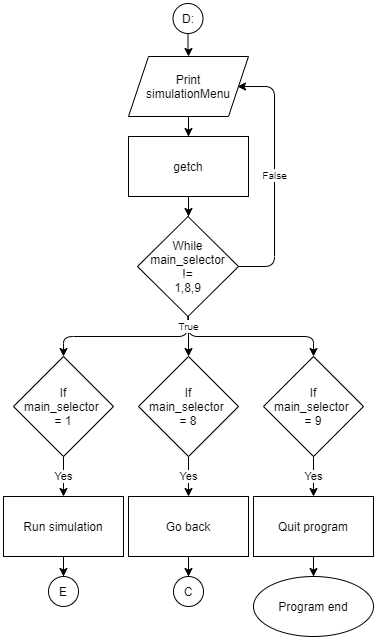 D:
Print
simulationMenu
getch
False
While
main_selector
!=
1,8,9
True
If
main_selector
= 1
If
main_selector
= 8
If
main_selector
= 9
Yes
Yes
Yes
Run simulation
Go back
Quit program
E
C
Program end